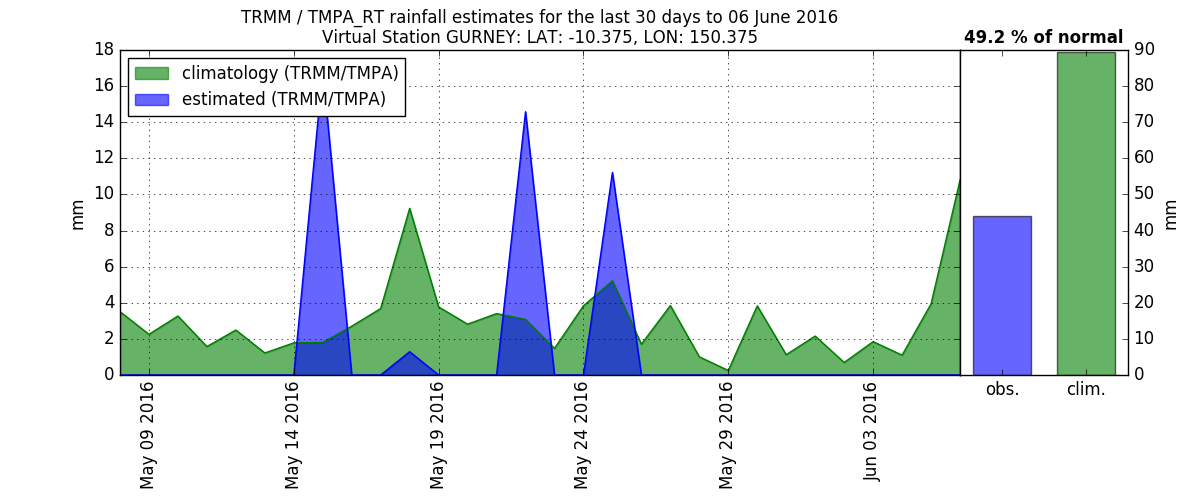 TRMM / TMPA_RT rainfall estimates for the last 30 days to 06 June 2016
Virtual Station GURNEY: LAT: -10.375, LON: 150.375
49.2 % of normal
climatology (TRMM/TMPA)
estimated (TRMM/TMPA)
18
16
14
12
10
8
6
4
2
0
mm
May 09 2016
May 14 2016
May 19 2016
May 24 2016
May 29 2016
Jun 03 2016
obs.
clim.
90
80
70
60
50
40
30
20
10
0
mm